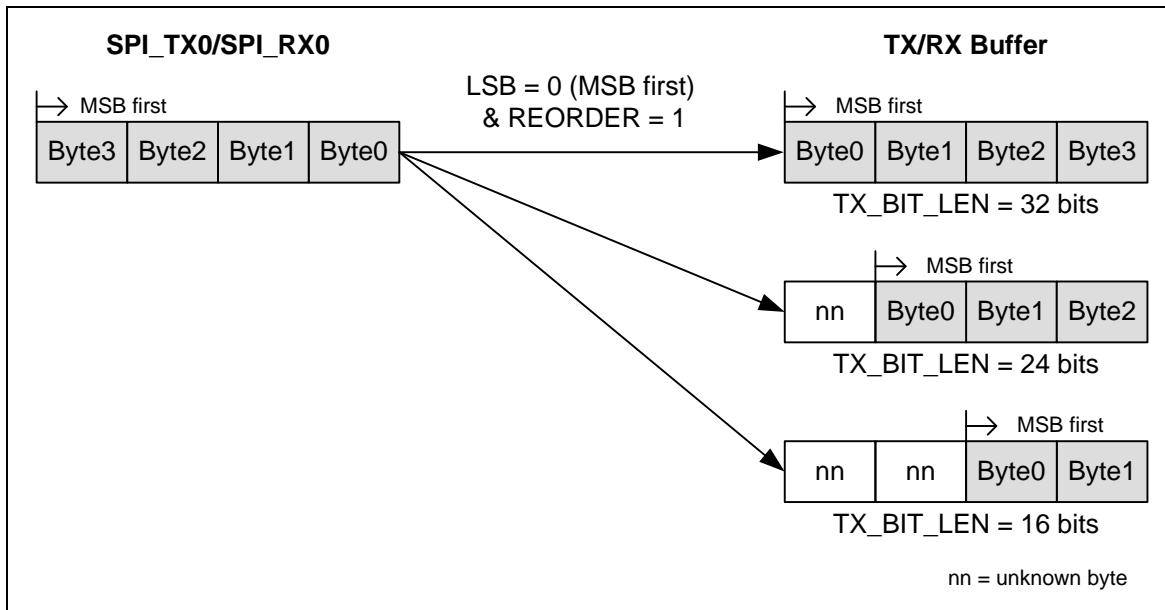 SPI_TX0/SPI_RX0
TX/RX Buffer
LSB = 0 (MSB first)
& REORDER = 1
MSB first
MSB first
Byte3 Byte2 Byte1 Byte0
Byte0 Byte1 Byte2 Byte3
TX_BIT_LEN = 32 bits
MSB first
nn Byte0 Byte1 Byte2
TX_BIT_LEN = 24 bits
MSB first
nn nn Byte0 Byte1
TX_BIT_LEN = 16 bits
nn = unknown byte